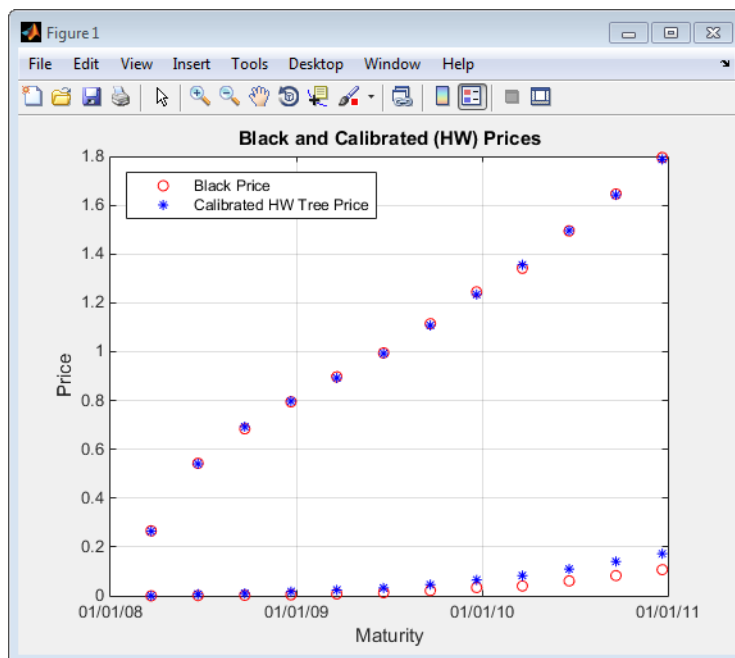 Figure 1
File Edit View Insert Tools Desktop Window Help
Black and Calibrated (HW) Prices
Black Price
Calibrated HW Tree Price
1.8
1.6
1.4
1.2
1
0.8
0.6
0.4
0.2
0
Price
01/01/08 01/01/09 01/01/10 01/01/11
Maturity